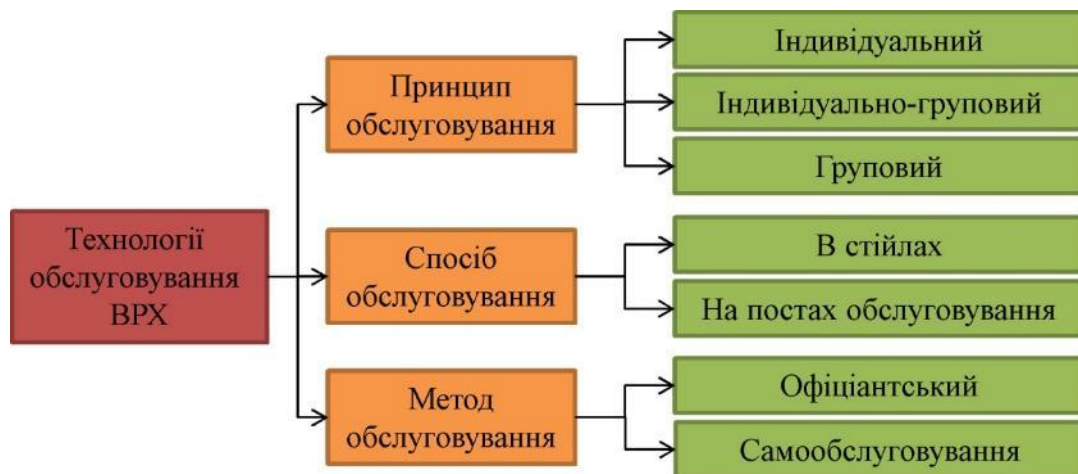 Технології
обслуговування
ВРХ
Принцип
обслуговування
Індивідуальний
Індивідуально-груповий
Груповий
Спосіб
обслуговування
В стійлах
На постах обслуговування
Метод
обслуговування
Офіціантський
Самообслуговування